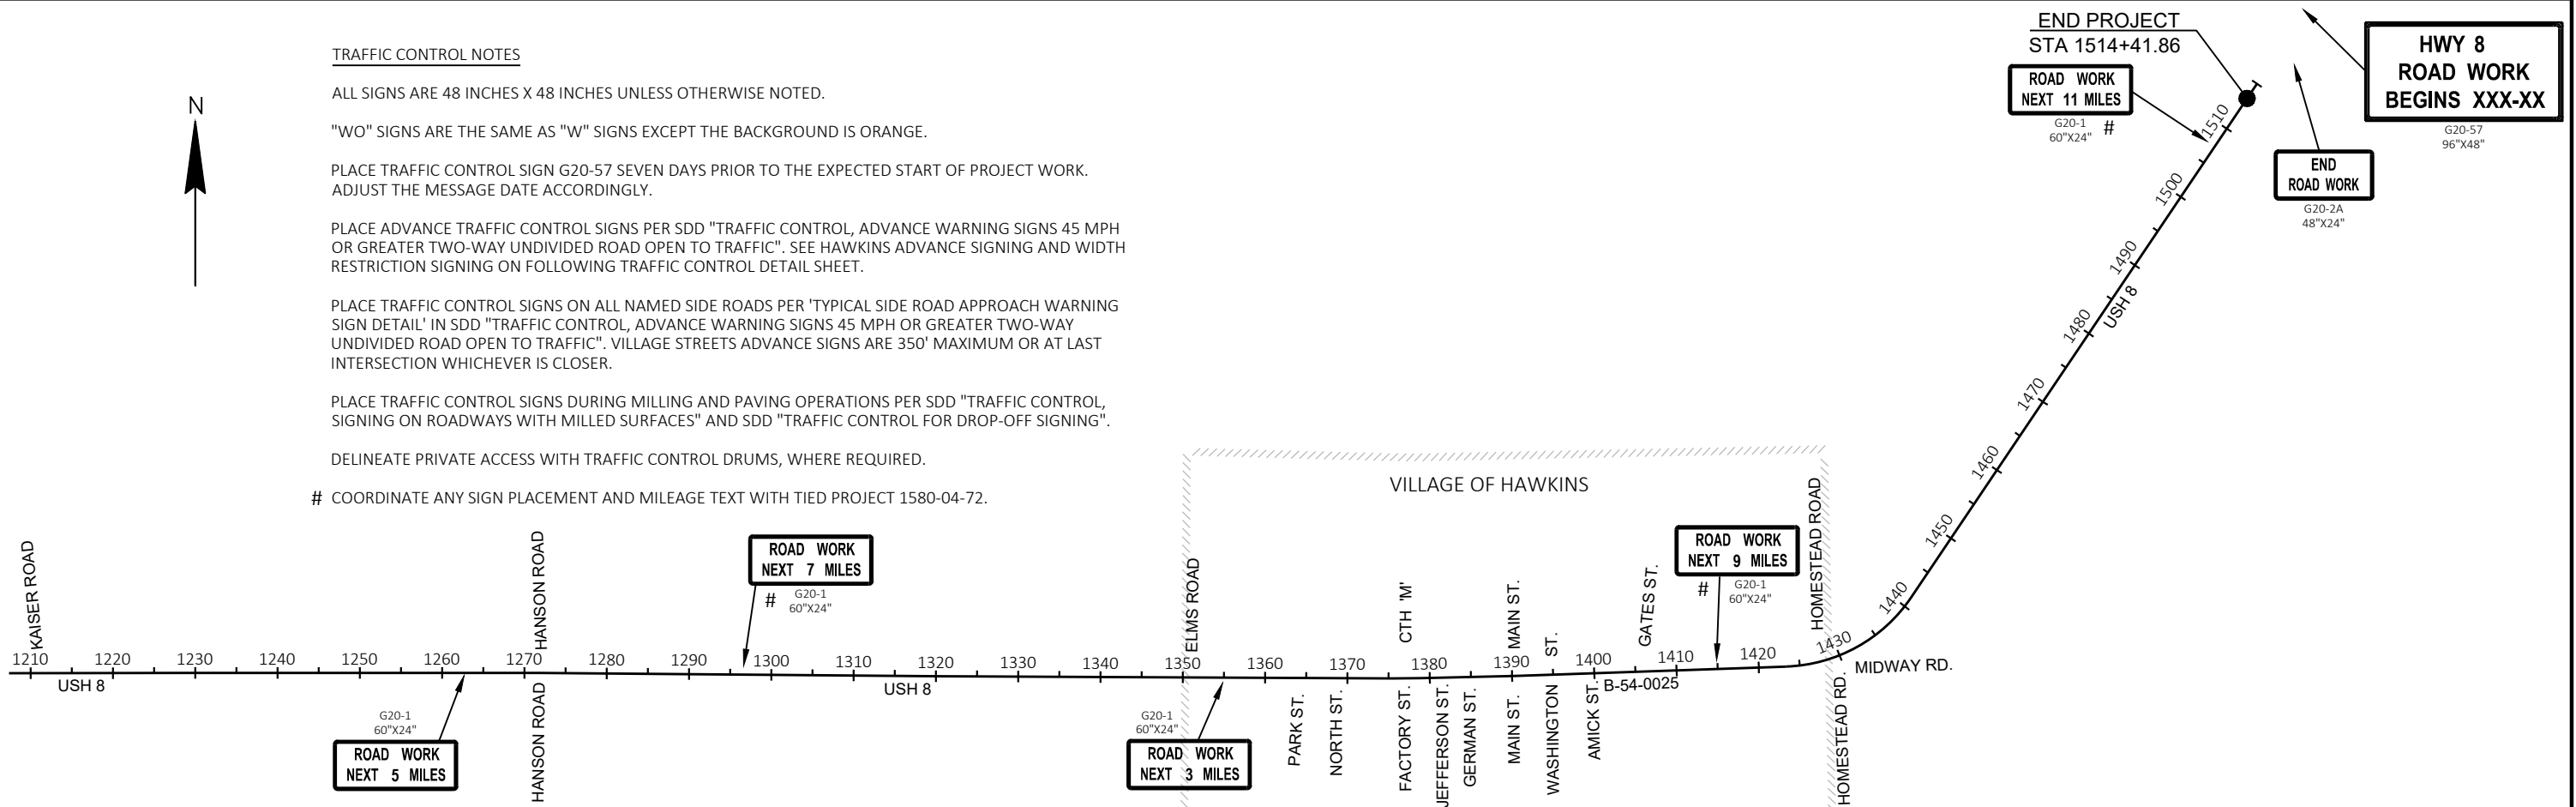 TRAFFIC CONTROL NOTES
ALL SIGNS ARE 48 INCHES X 48 INCHES UNLESS OTHERWISE NOTED.
"WO" SIGNS ARE THE SAME AS "W" SIGNS EXCEPT THE BACKGROUND IS ORANGE.
PLACE TRAFFIC CONTROL SIGN G20-57 SEVEN DAYS PRIOR TO THE EXPECTED START OF PROJECT WORK.
ADJUST THE MESSAGE DATE ACCORDINGLY.
PLACE ADVANCE TRAFFIC CONTROL SIGNS PER SDD "TRAFFIC CONTROL, ADVANCE WARNING SIGNS 45 MPH
OR GREATER TWO-WAY UNDIVIDED ROAD OPEN TO TRAFFIC". SEE HAWKINS ADVANCE SIGNING AND WIDTH
RESTRICTION SIGNING ON FOLLOWING TRAFFIC CONTROL DETAIL SHEET.
PLACE TRAFFIC CONTROL SIGNS ON ALL NAMED SIDE ROADS PER 'TYPICAL SIDE ROAD APPROACH WARNING
SIGN DETAIL' IN SDD "TRAFFIC CONTROL, ADVANCE WARNING SIGNS 45 MPH OR GREATER TWO-WAY
UNDIVIDED ROAD OPEN TO TRAFFIC". VILLAGE STREETS ADVANCE SIGNS ARE 350' MAXIMUM OR AT LAST
INTERSECTION WHICHEVER IS CLOSER.
PLACE TRAFFIC CONTROL SIGNS DURING MILLING AND PAVING OPERATIONS PER SDD "TRAFFIC CONTROL,
SIGNING ON ROADWAYS WITH MILLED SURFACES" AND SDD "TRAFFIC CONTROL FOR DROP-OFF SIGNING".
DELINEATE PRIVATE ACCESS WITH TRAFFIC CONTROL DRUMS, WHERE REQUIRED.
# COORDINATE ANY SIGN PLACEMENT AND MILEAGE TEXT WITH TIED PROJECT 1580-04-72.
N
END PROJECT
STA 1514+41.86
ROAD WORK
NEXT 11 MILES
G20-1
60"X24"
#
HWY 8
ROAD WORK
BEGINS XXX-XX
G20-57
96"X48"
END
ROAD WORK
G20-2A
48"X24"
1510
1500
1490
USH 8
1480
1470
1460
1450
1440
1430
VILLAGE OF HAWKINS
KAISER ROAD
HANSON ROAD
ROAD WORK
NEXT 7 MILES
#
G20-1
60"X24"
ELMS ROAD
CTH 'M'
MAIN ST.
ST.
GATES ST.
ROAD WORK
NEXT 9 MILES
#
G20-1
60"X24"
HOMESTEAD ROAD
1210 1220 1230 1240 1250 1260 1270 1280 1290 1300 1310 1320 1330 1340 1350 1360 1370 1380 1390 1400 1410 1420
MIDWAY RD.
USH 8
USH 8
B-54-0025
G20-1
60"X24"
ROAD WORK
NEXT 5 MILES
HANSON ROAD
G20-1
60"X24"
ROAD WORK
NEXT 3 MILES
PARK ST.
NORTH ST.
FACTORY ST.
JEFFERSON ST.
GERMAN ST.
MAIN ST.
WASHINGTON
AMICK ST.
HOMESTEAD RD.